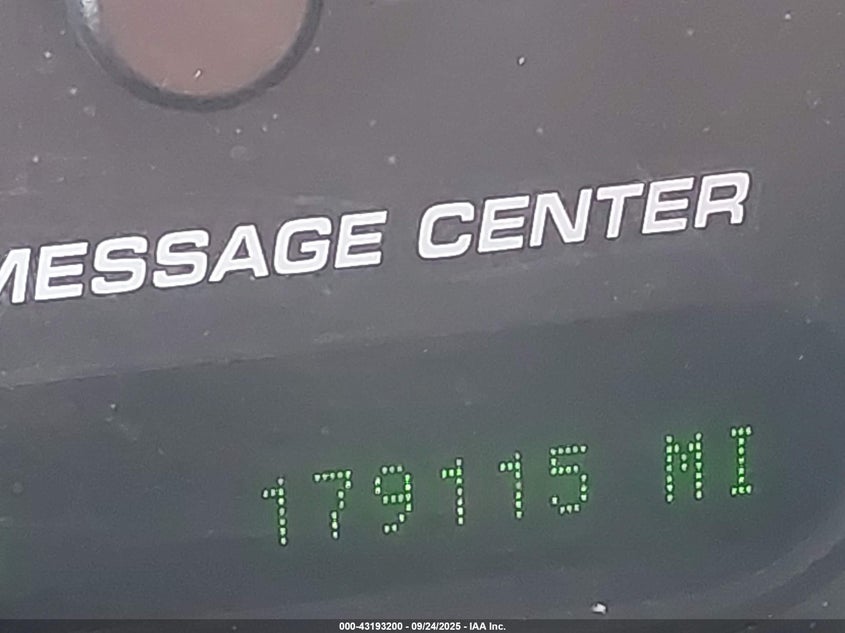 MESSAGE CENTER
179115 MI
000-43193200 - 09/24/2025 - IAA Inc.